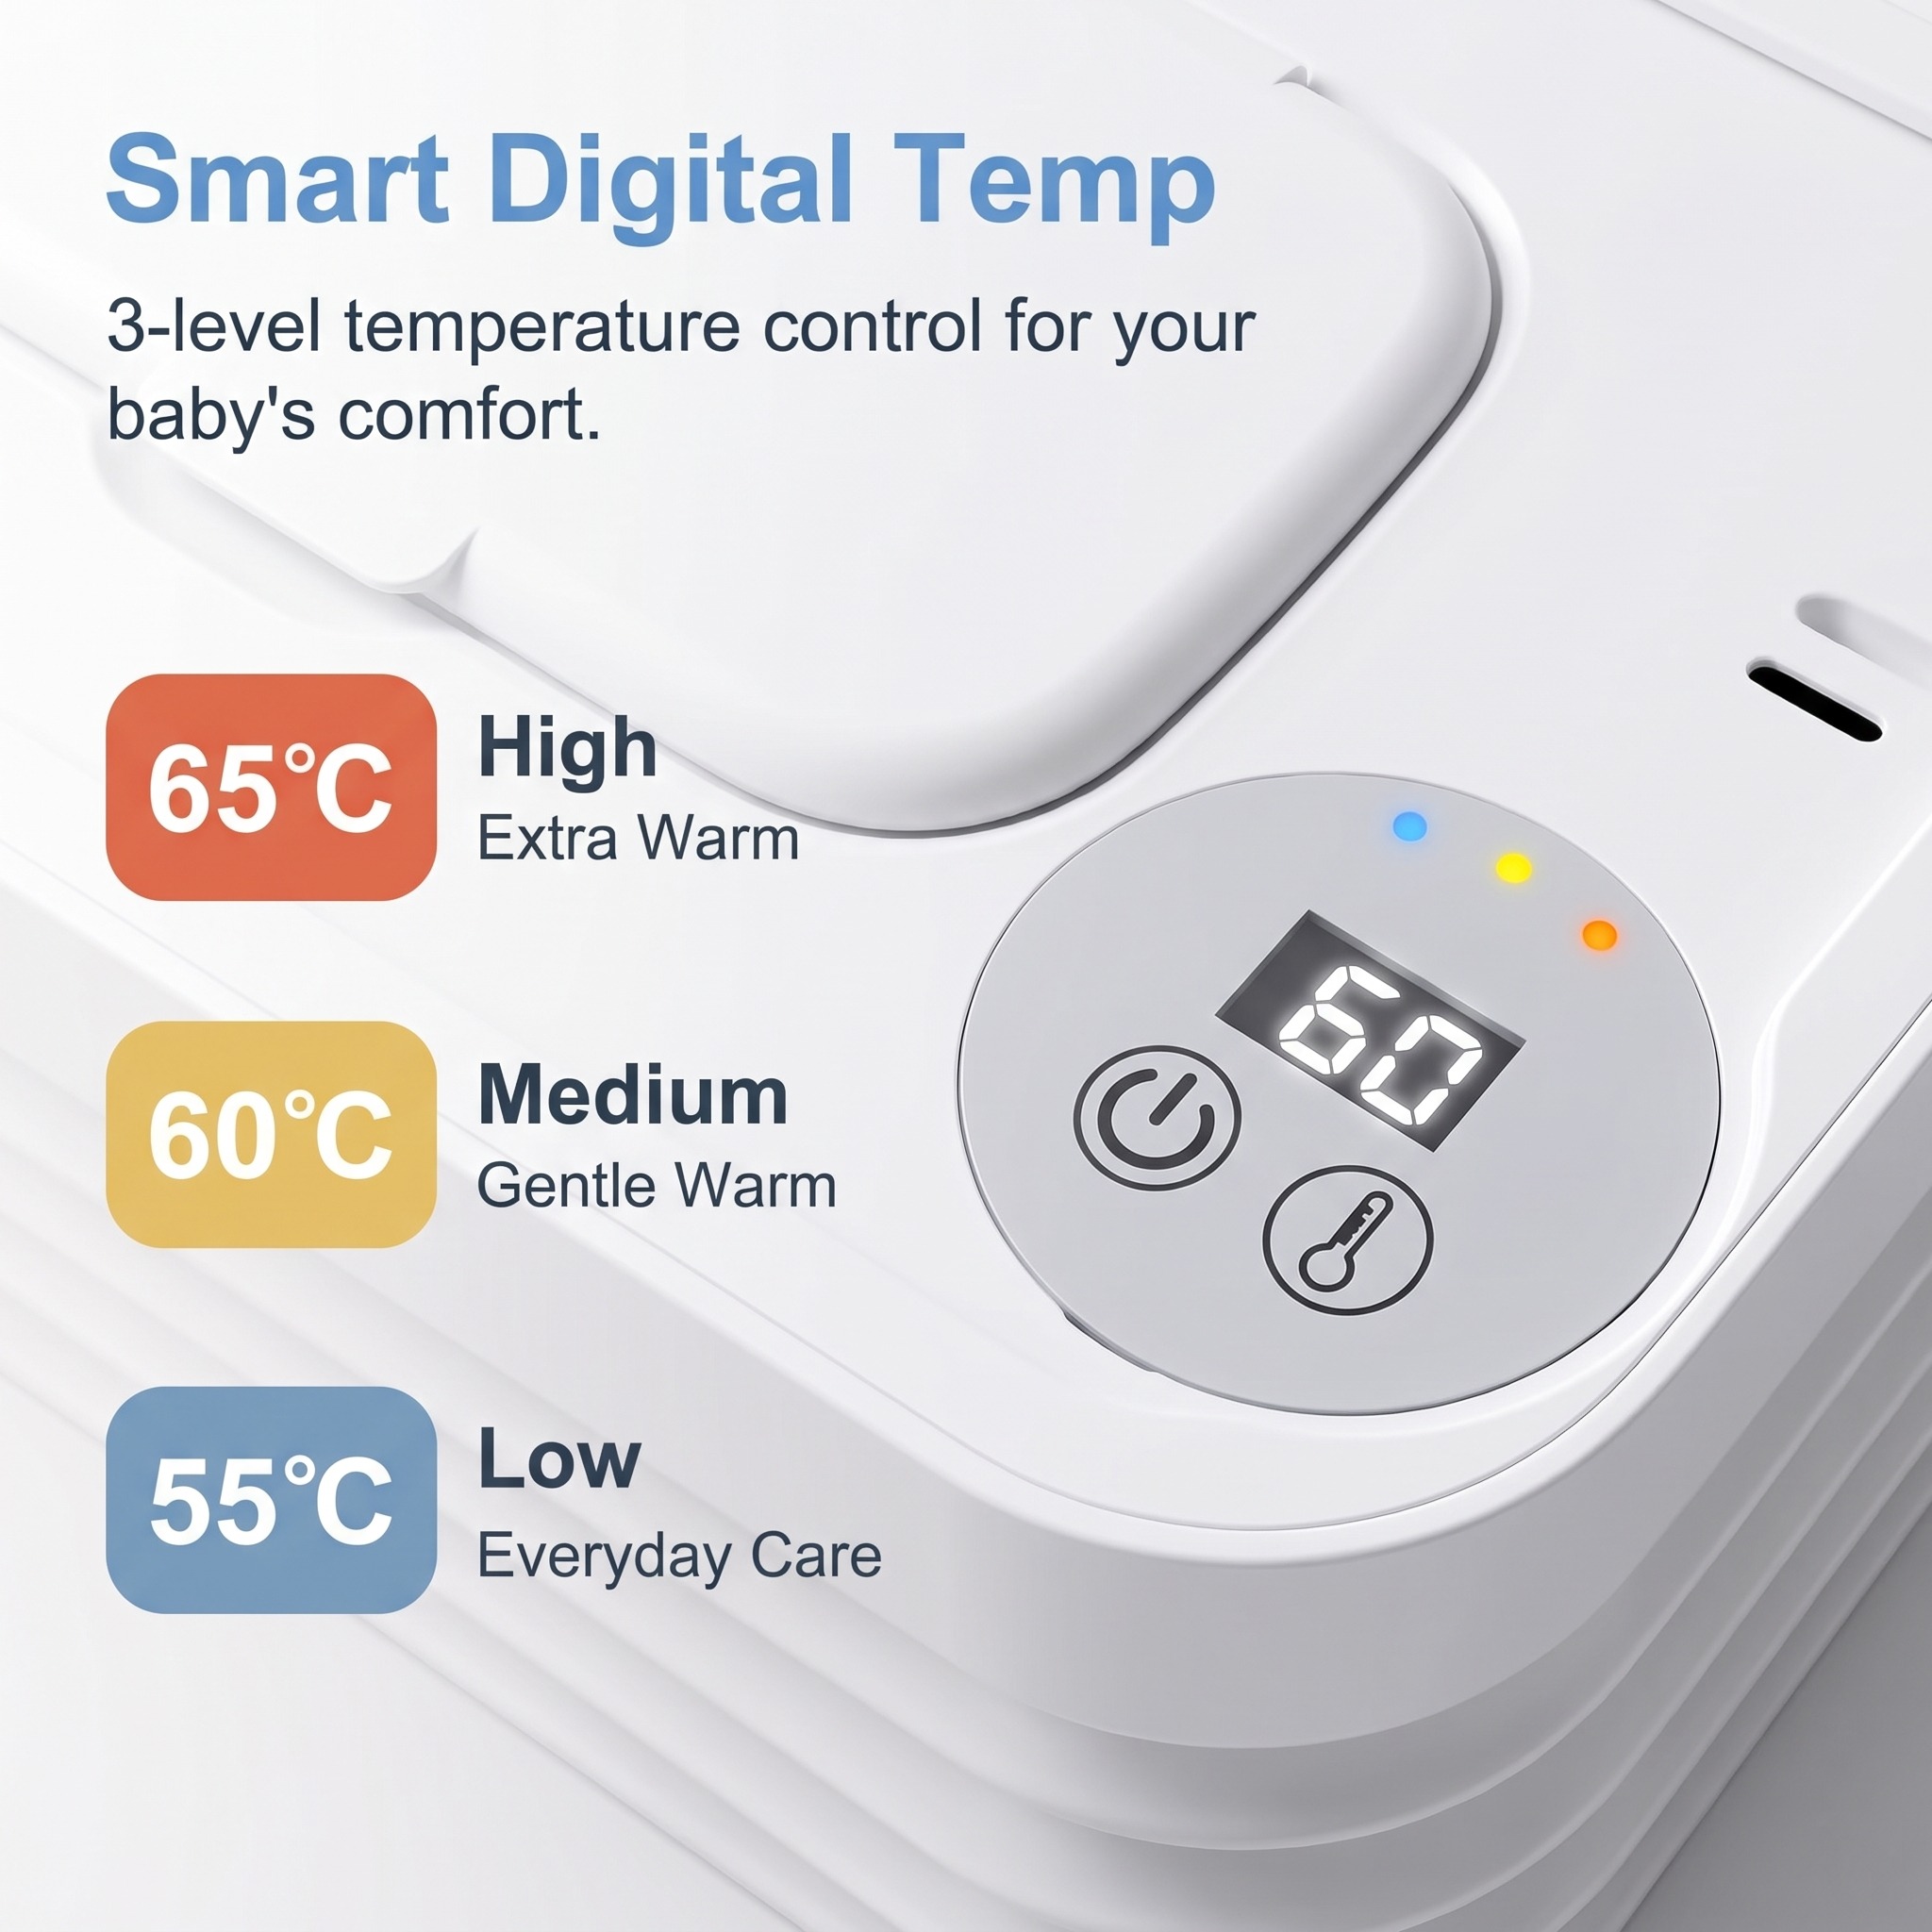 Smart Digital Temp
3-level temperature control for your
baby's comfort.
65℃
High
Extra Warm
60
60℃
Medium
Gentle Warm
55℃
Low
Everyday Care